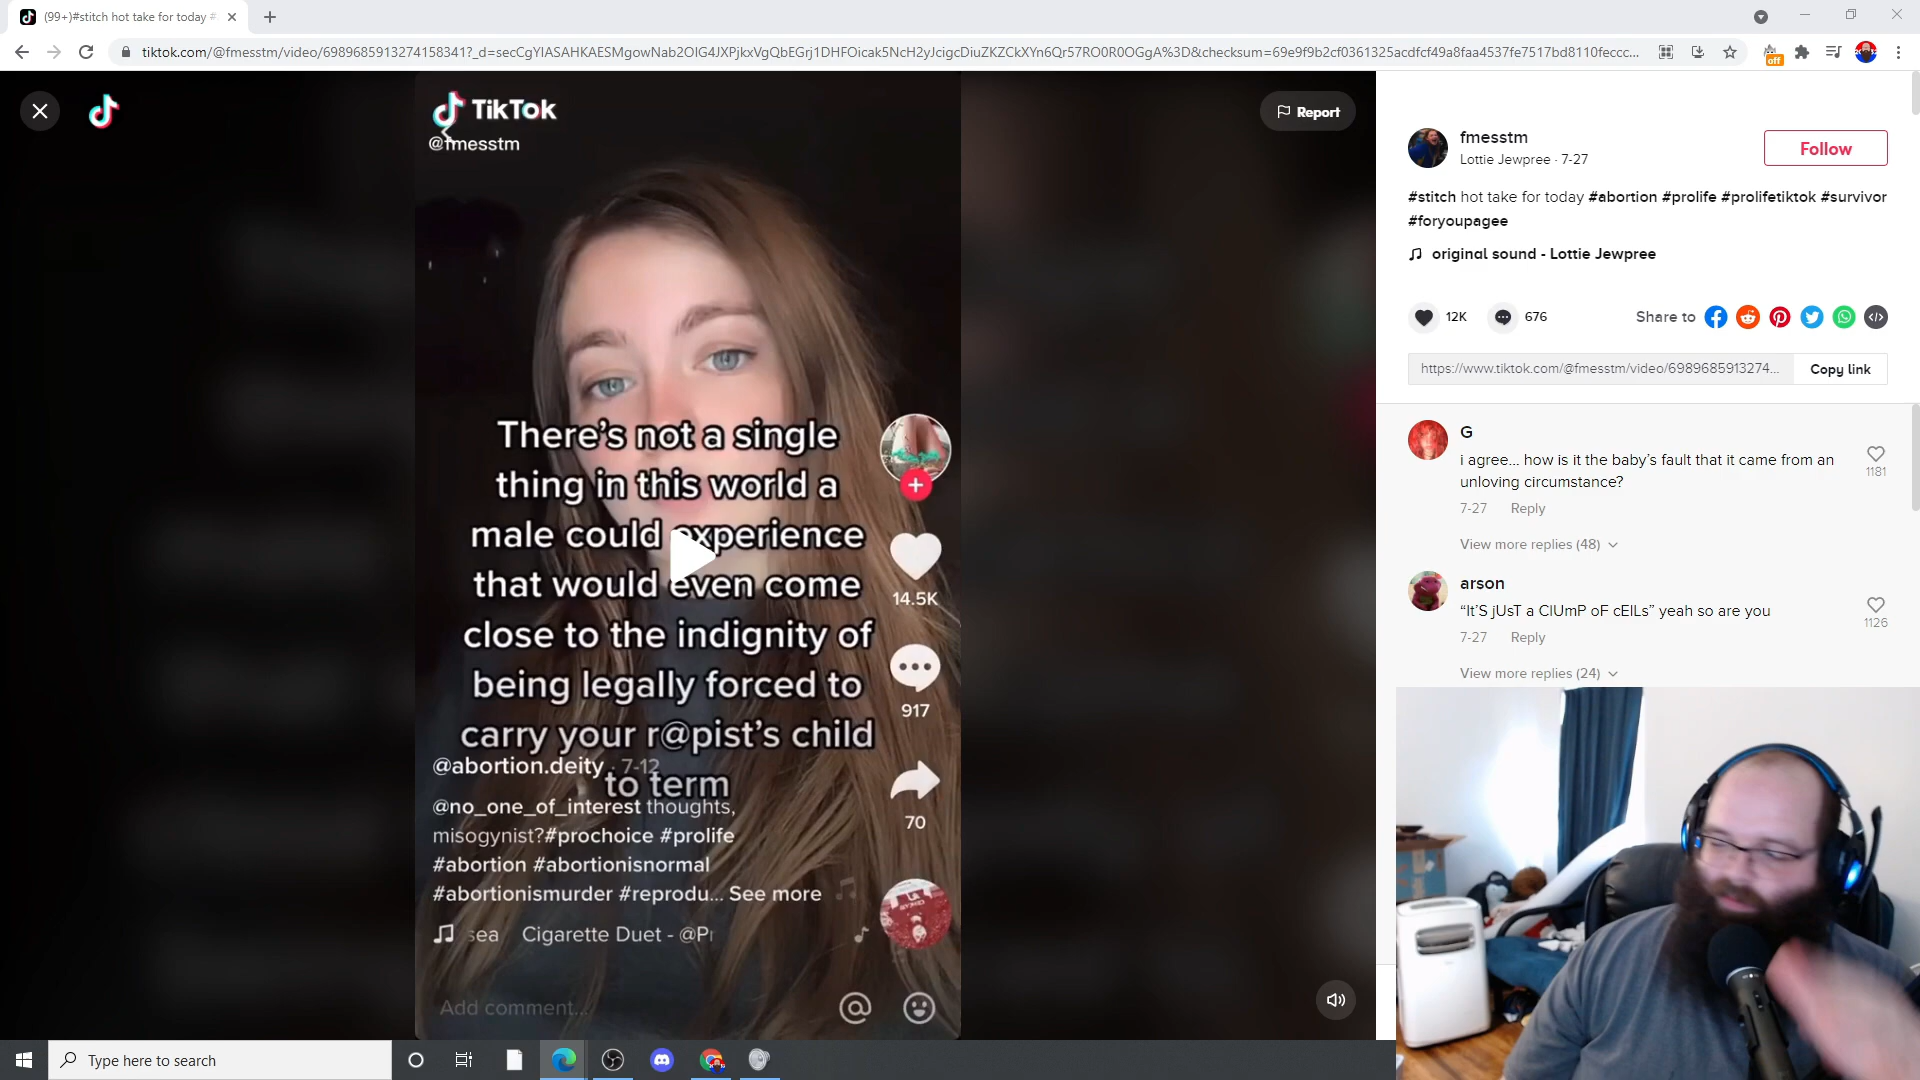 (99+)#stitch hot take for today #
tiktok.com/@fmesstm/video/6989685913274158341?_d=secCgYIASAHKAESMgowNab2OIG4JXPjkxVgQbEGrj1DHFOicak5NcH2yJcigcDiuZKZCkXYn6Qr57RO0R0OGgA%3D&checksum=69e9f9b2cf0361325acdfcf49a8faa4537fe7517bd8110feccc...
off
TikTok
@fmesstm
Report
There's not a single
thing in this world a
male could experience
that would even come
close to the indignity of
being legally forced to
carry your r@pist's child
to term
14.5K
917
70
@abortion.deity · 7-12
@no_one_of_interest thoughts,
misogynist?#prochoice #prolife
#abortion #abortionisnormal
#abortionismurder #reprodu... See more
sea Cigarette Duet - @Pr
Add comment...
fmesstm
Lottie Jewpree · 7-27
Follow
#stitch hot take for today #abortion #prolife #prolifetiktok #survivor
#foryoupagee
original sound - Lottie Jewpree
12K
676
Share to
https://www.tiktok.com/@fmesstm/video/6989685913274...
Copy link
G
i agree... how is it the baby's fault that it came from an
unloving circumstance?
1181
7-27 Reply
View more replies (48)
arson
“It'S jUsT a ClUmP oF cElLs” yeah so are you
1126
7-27 Reply
View more replies (24)
Type here to search